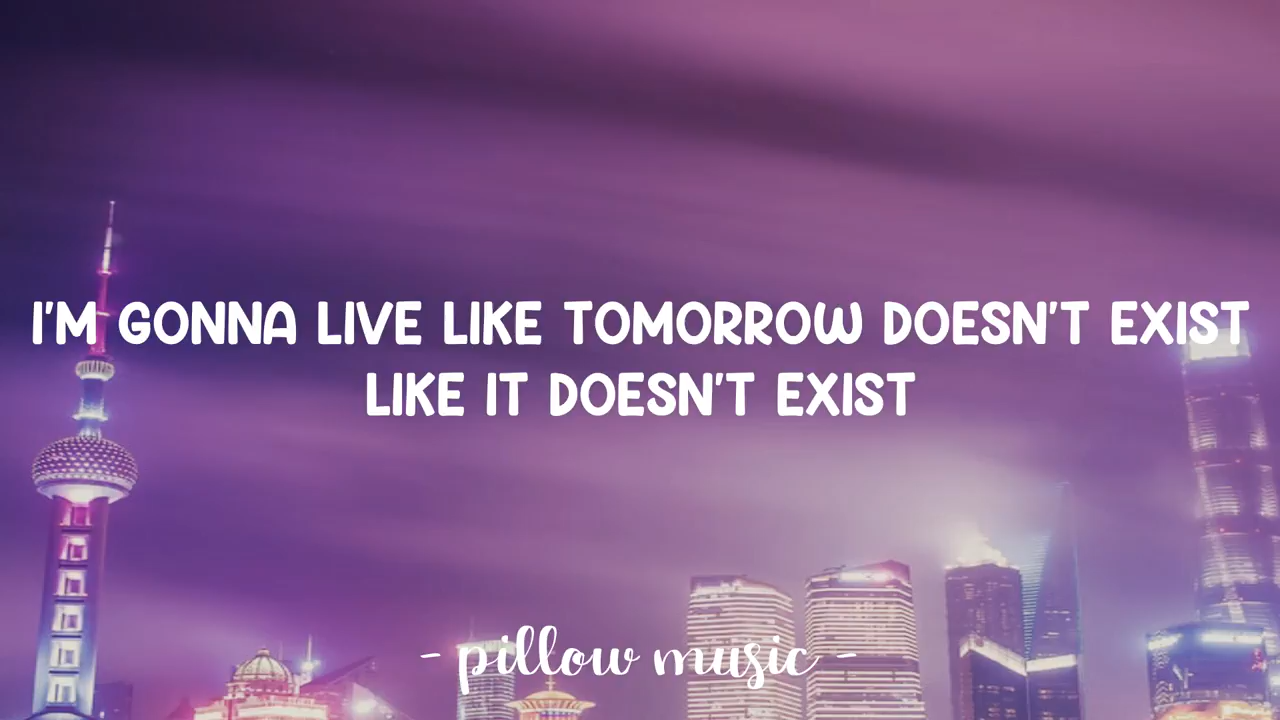 I'M GONNA LIVE LIKE TOMORROW DOESN'T EXIST
LIKE IT DOESN'T EXIST
- pillow music -